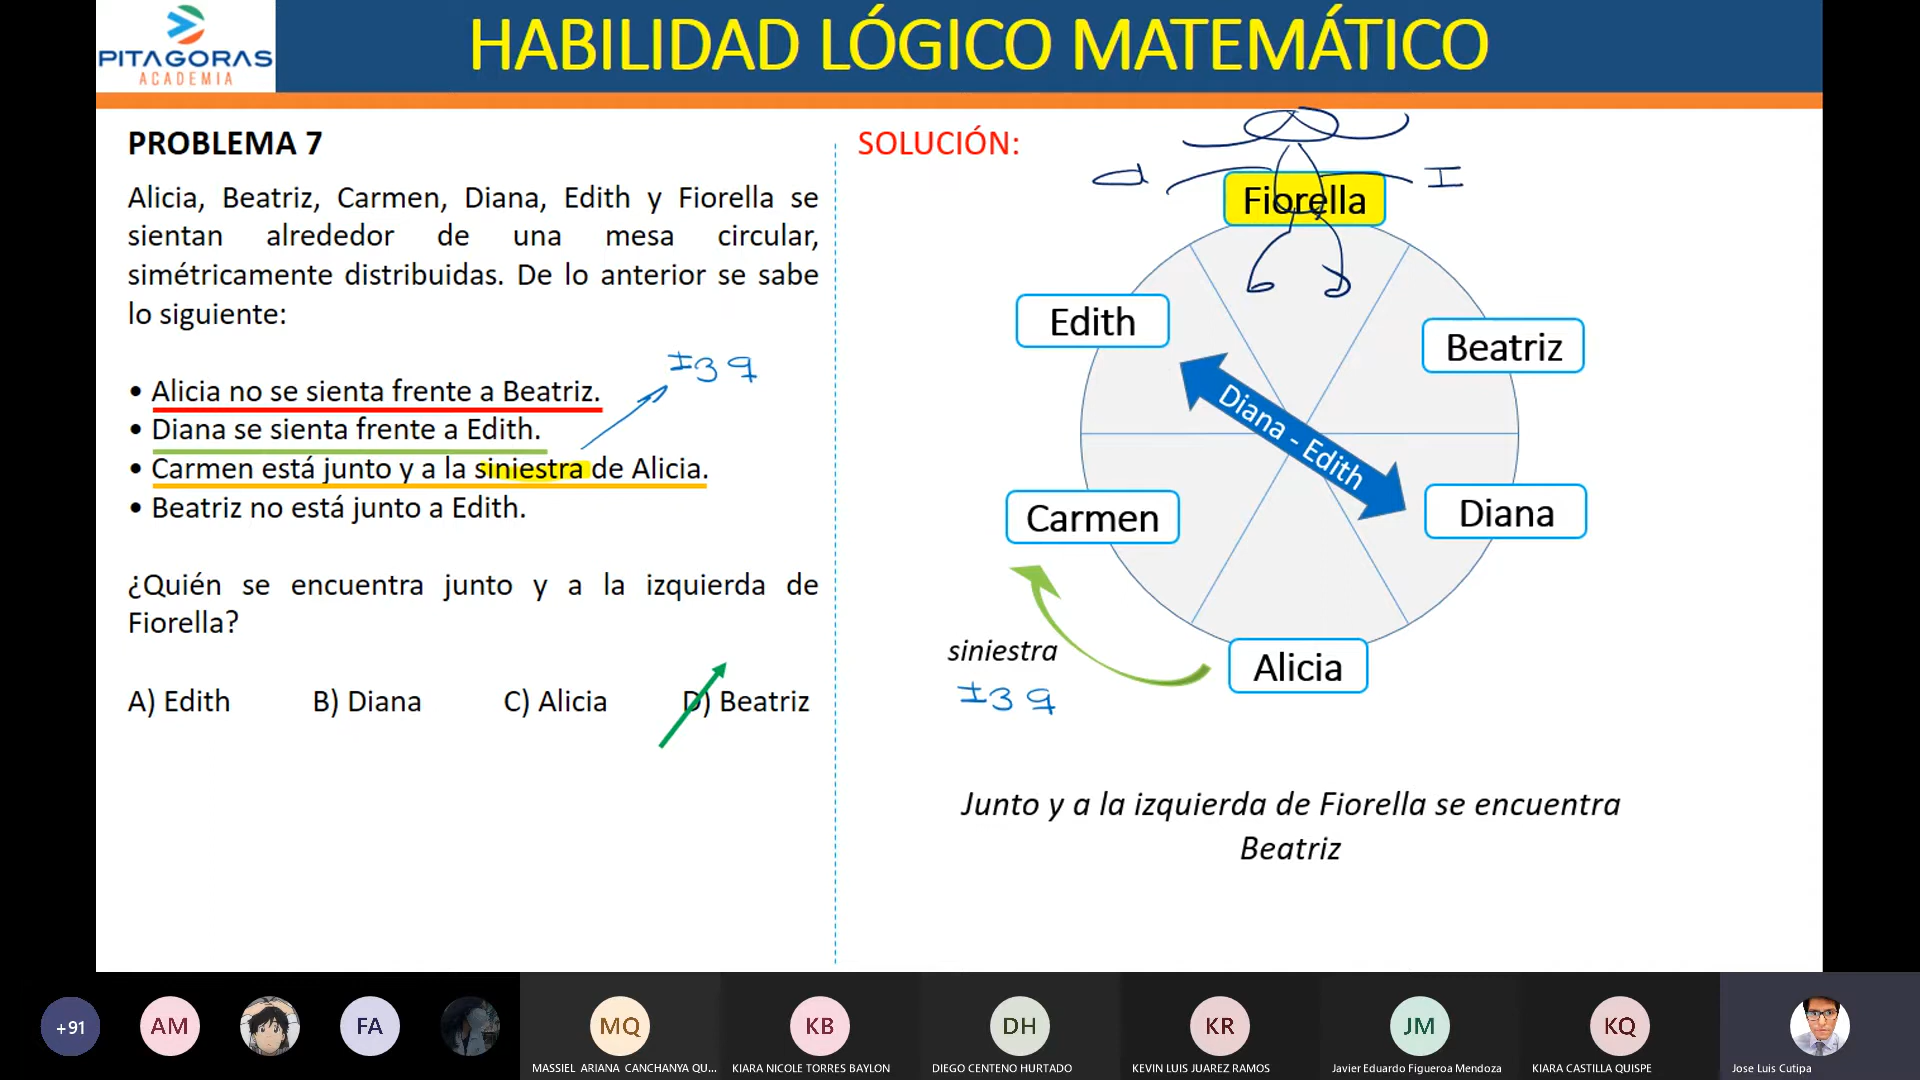 PITAGORAS
ACADEMIA
HABILIDAD LÓGICO MATEMÁTICO
PROBLEMA 7
Alicia, Beatriz, Carmen, Diana, Edith y Fiorella se
sientan alrededor de una mesa circular,
simétricamente distribuidas. De lo anterior se sabe
lo siguiente:
Izq
• Alicia no se sienta frente a Beatriz.
• Diana se sienta frente a Edith.
• Carmen está junto y a la siniestra de Alicia.
• Beatriz no está junto a Edith.
¿Quién se encuentra junto y a la izquierda de
Fiorella?
A) Edith B) Diana C) Alicia D) Beatriz
SOLUCIÓN:
d I
Fiorella
Edith
Beatriz
Diana - Edith
Carmen
Diana
siniestra
Izq
Alicia
Junto y a la izquierda de Fiorella se encuentra
Beatriz
+91
AM
FA
MQ
KB
DH
KR
JM
KQ
MASSIEL ARIANA CANCHANYA QU...
KIARA NICOLE TORRES BAYLON
DIEGO CENTENO HURTADO
KEVIN LUIS JUAREZ RAMOS
Javier Eduardo Figueroa Mendoza
KIARA CASTILLA QUISPE
Jose Luis Cutipa